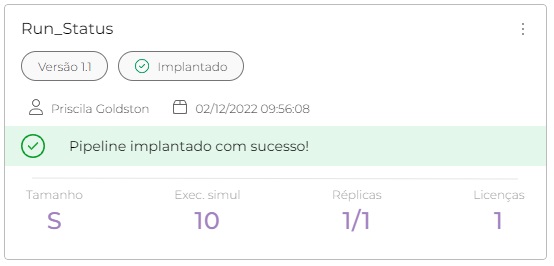 Run_Status
Versão 1.1 Implantado
Priscila Goldston 02/12/2022 09:56:08
Pipeline implantado com sucesso!
Tamanho Exec. simul Réplicas Licenças
S 10 1/1 1